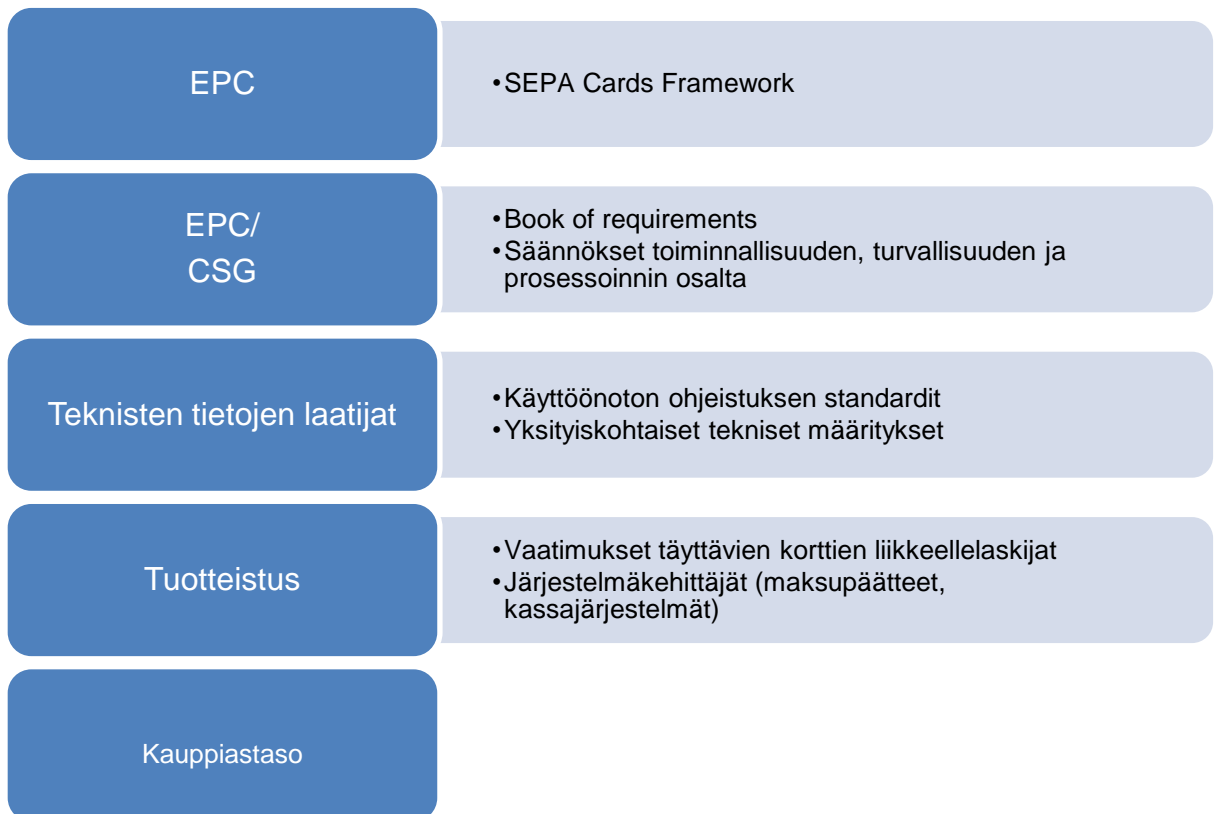 EPC
•SEPA Cards Framework
EPC/
CSG
•Book of requirements
•Säännökset toiminnallisuuden, turvallisuuden ja
prosessoinnin osalta
Teknisten tietojen laatijat
•Käyttöönoton ohjeistuksen standardit
•Yksityiskohtaiset tekniset määritykset
Tuotteistus
•Vaatimukset täyttävien korttien liikkeellelaskijat
•Järjestelmäkehittäjät (maksupäätteet,
kassajärjestelmät)
Kauppiastaso